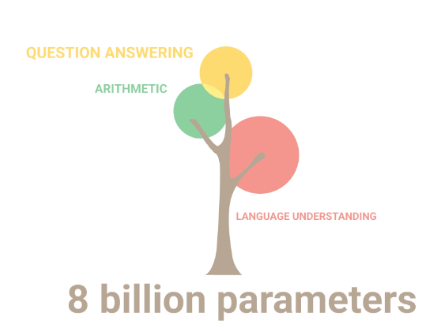 QUESTION ANSWERING
ARITHMETIC
LANGUAGE UNDERSTANDING
8 billion parameters